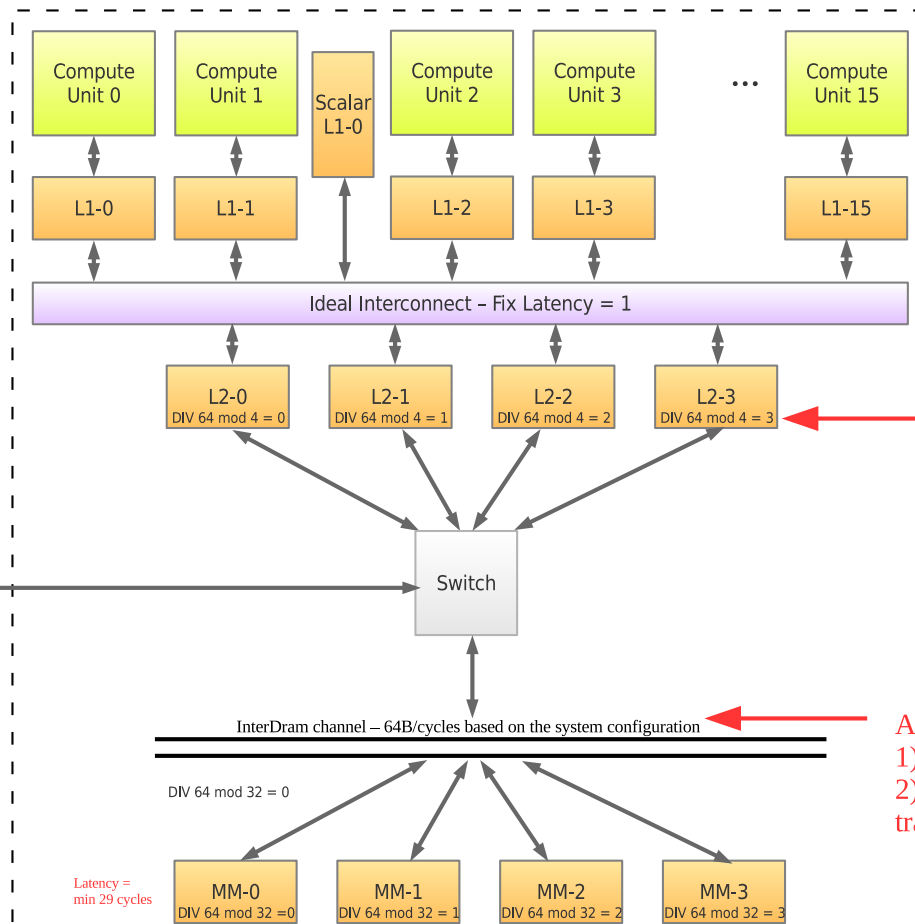 Compute
Unit 0
Compute
Unit 1
Scalar
L1-0
Compute
Unit 2
Compute
Unit 3
...
Compute
Unit 15
L1-0
L1-1
L1-2
L1-3
L1-15
Ideal Interconnect – Fix Latency = 1
L2-0
DIV 64 mod 4 = 0
L2-1
DIV 64 mod 4 = 1
L2-2
DIV 64 mod 4 = 2
L2-3
DIV 64 mod 4 = 3
Switch
InterDram channel – 64B/cycles based on the system configuration
A
1)
2)
DIV 64 mod 32 = 0
Latency =
min 29 cycles
MM-0
DIV 64 mod 32 =0
MM-1
DIV 64 mod 32 = 1
MM-2
DIV 64 mod 32 = 2
MM-3
DIV 64 mod 32 = 3